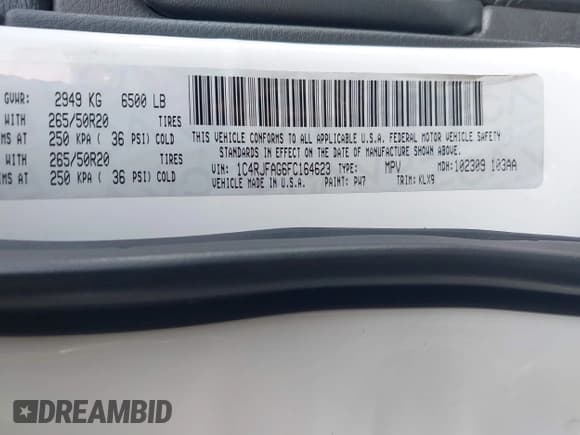 GVWR: 2949 KG 6500 LB
WITH 265/50R20 TIRES
MS AT 250 KPA ( 36 PSI) COLD
WITH 265/50R20 TIRES
MS AT 250 KPA ( 36 PSI) COLD
THIS VEHICLE CONFORMS TO ALL APPLICABLE U.S.A. FEDERAL MOTOR VEHICLE SAFETY
STANDARDS IN EFFECT ON THE DATE OF MANUFACTURE SHOWN ABOVE.
VIN: 1C4RJFAG6FC164623 TYPE: MPV MDH: 102309 103AA
VEHICLE MADE IN U.S.A. PAINT: PW7 TRIM: KLX9
DREAMBID